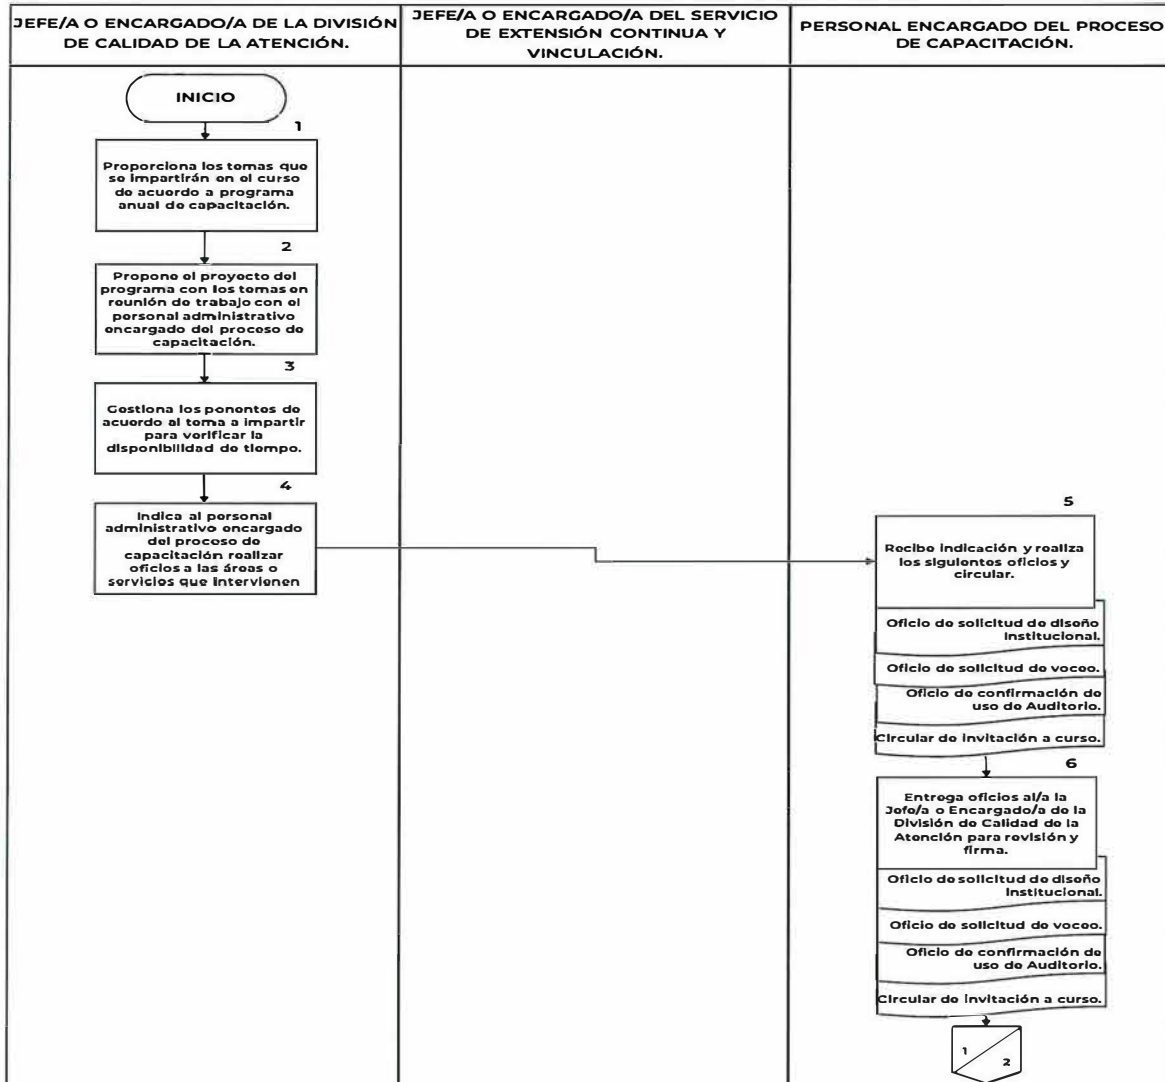 JEFE/A O ENCARGADO/A DE LA DIVISIÓN
DE CALIDAD DE LA ATENCIÓN.
JEFE/A O ENCARGADO/A DEL SERVICIO
DE EXTENSIÓN CONTINUA Y
VINCULACIÓN.
PERSONAL ENCARGADO DEL PROCESO
DE CAPACITACIÓN.
INICIO
1
Proporciona los temas que
se impartirán en el curso
de acuerdo a programa
anual de capacitación.
2
Propone el proyecto del
programa con los temas en
reunión de trabajo con el
personal administrativo
encargado del proceso de
capacitación.
3
Gestiona los ponentes de
acuerdo al tema a impartir
para verificar la
disponibilidad de tiempo.
4
Indica al personal
administrativo encargado
del proceso de
capacitación realizar
oficios a las áreas o
servicios que intervienen
5
Recibe indicación y realiza
los siguientes oficios y
circular.
Oficio de solicitud de diseño
Institucional.
Oficio de solicitud de voceo.
Oficio de confirmación de
uso de Auditorio.
Circular de invitación a curso.
6
Entrega oficios al/a la
Jefe/a o Encargado/a de la
División de Calidad de la
Atención para revisión y
firma.
Oficio de solicitud de diseño
Institucional.
Oficio de solicitud de voceo.
Oficio de confirmación de
uso de Auditorio.
Circular de invitación a curso.
1
2